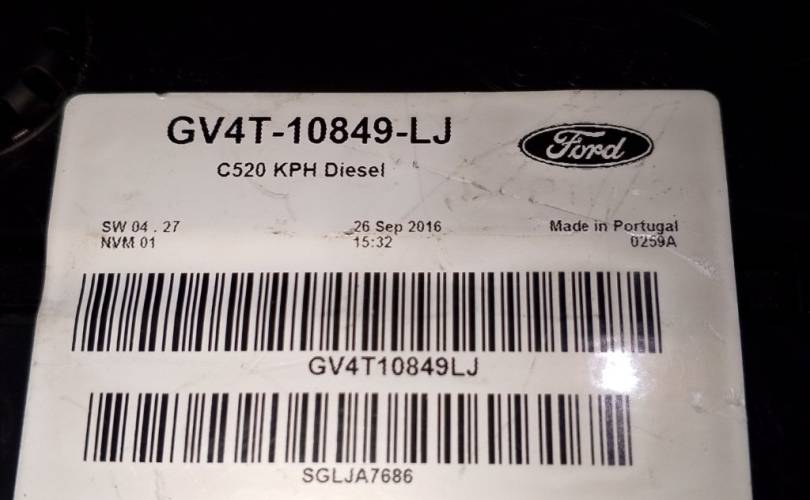 GV4T-10849-LJ
Ford
C520 KPH Diesel
SW 04 . 27 26 Sep 2016 Made in Portugal
NVM 01 15:32 0259A
GV4T10849LJ
SGLJA7686